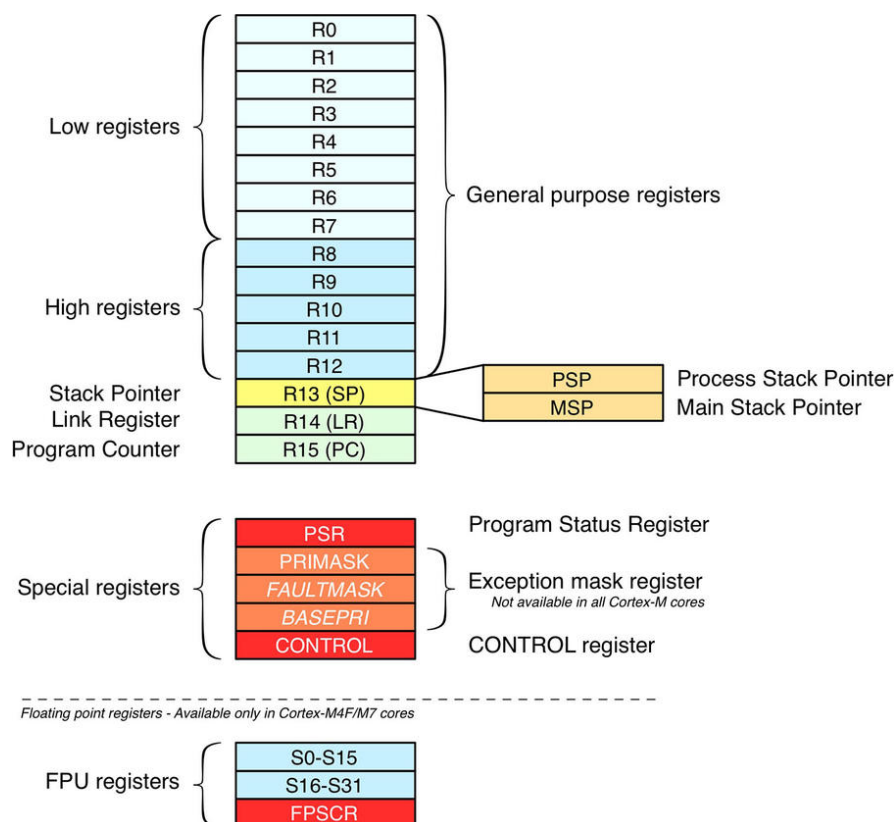 R0
R1
R2
R3
Low registers
R4
R5
R6
General purpose registers
R7
R8
R9
High registers
R10
R11
R12
PSP
Process Stack Pointer
Stack Pointer
R13 (SP)
MSP
Main Stack Pointer
Link Register
R14 (LR)
Program Counter
R15 (PC)
PSR
Program Status Register
PRIMASK
Special registers
FAULTMASK
Exception mask register
Not available in all Cortex-M cores
BASEPRI
CONTROL
CONTROL register
Floating point registers - Available only in Cortex-M4F/M7 cores
S0-S15
FPU registers
S16-S31
FPSCR